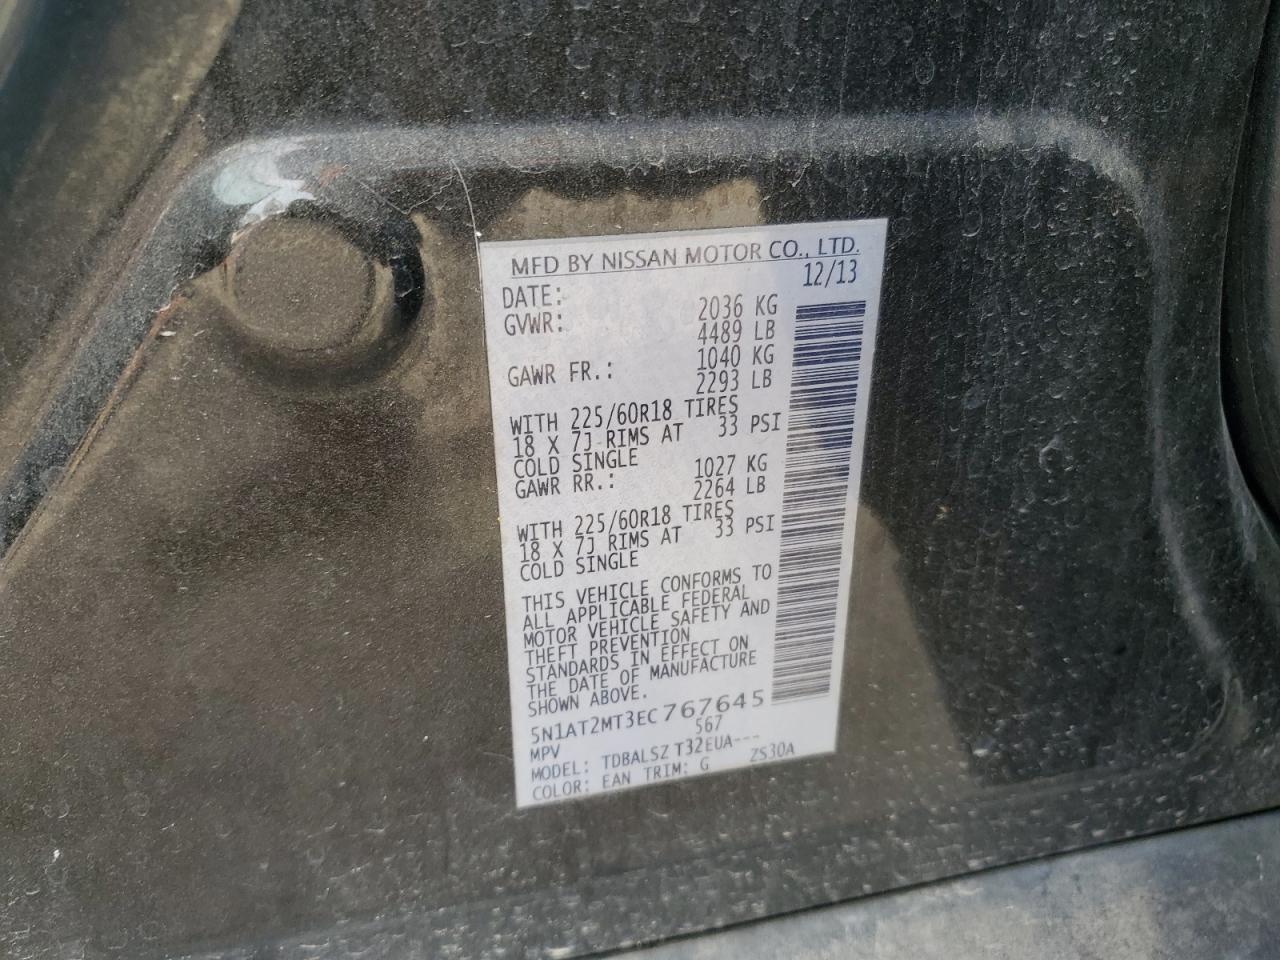 MFD BY NISSAN MOTOR CO., LTD.
DATE: 12/13
GVWR: 2036 KG
4489 LB
GAWR FR.: 1040 KG
2293 LB
WITH 225/60R18 TIRES
18 X 7J RIMS AT 33 PSI
COLD SINGLE
GAWR RR.: 1027 KG
2264 LB
WITH 225/60R18 TIRES
18 X 7J RIMS AT 33 PSI
COLD SINGLE
THIS VEHICLE CONFORMS TO
ALL APPLICABLE FEDERAL
MOTOR VEHICLE SAFETY AND
THEFT PREVENTION
STANDARDS IN EFFECT ON
THE DATE OF MANUFACTURE
SHOWN ABOVE.
5N1AT2MT3EC767645
MPV 567
MODEL: TDBALSZ T32EUA---
COLOR: EAN TRIM: G ZS30A